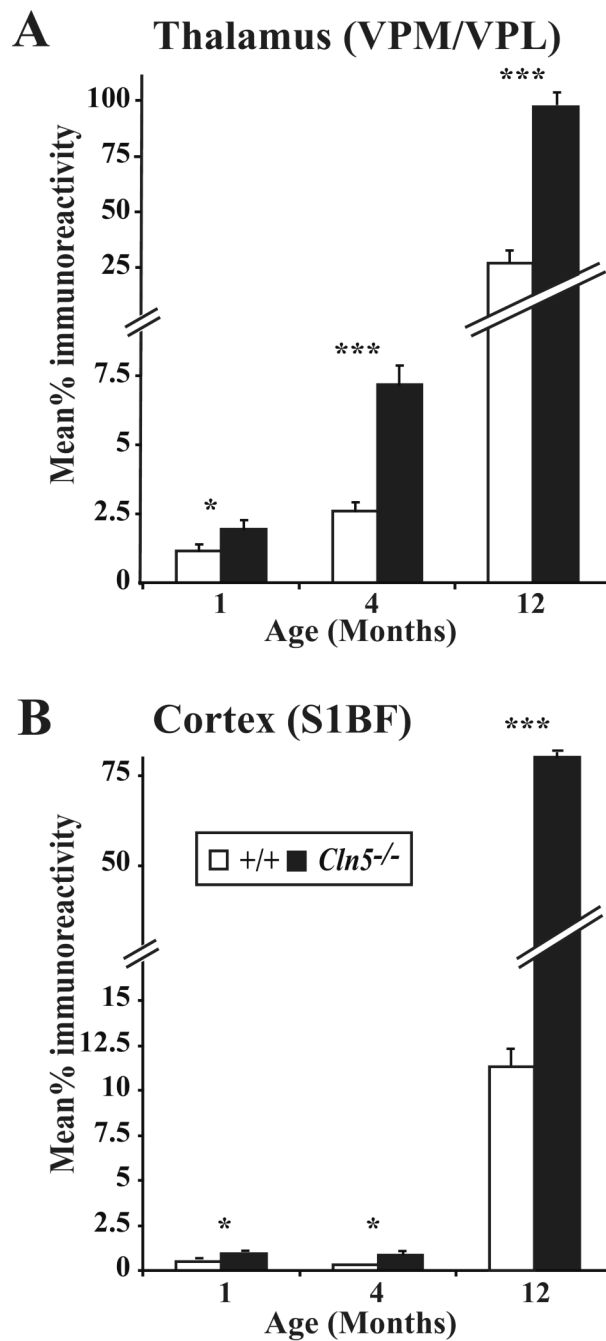 A Thalamus (VPM/VPL)
Mean% immunoreactivity
100
75
50
25
7.5
5
2.5
0
*
***
***
1 4 12
Age (Months)
B Cortex (S1BF)
Mean% immunoreactivity
75
50
15
12.5
10
7.5
5
2.5
0
+/+ Cln5-/-
*
*
***
1 4 12
Age (Months)